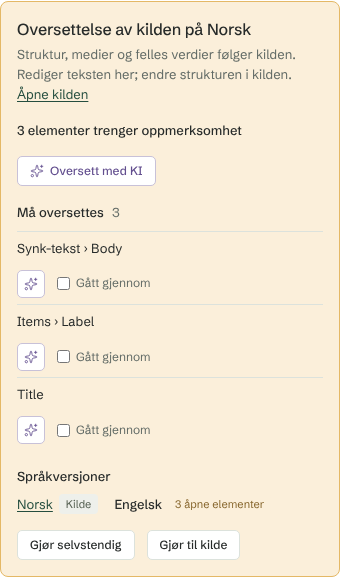 Oversettelse av kilden på Norsk
Struktur, medier og felles verdier følger kilden.
Rediger teksten her; endre strukturen i kilden.
Åpne kilden
3 elementer trenger oppmerksomhet
Oversett med KI
Må oversettes 3
Synk-tekst › Body
Gått gjennom
Items › Label
Gått gjennom
Title
Gått gjennom
Språkversjoner
Norsk Kilde Engelsk 3 åpne elementer
Gjør selvstendig Gjør til kilde